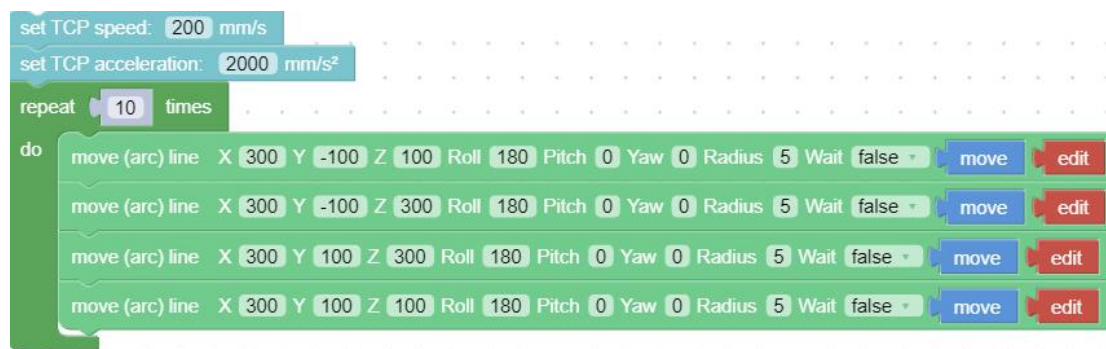 set TCP speed: 200 mm/s
set TCP acceleration: 2000 mm/s²
repeat 10 times
do
move (arc) line X 300 Y -100 Z 100 Roll 180 Pitch 0 Yaw 0 Radius 5 Wait false move edit
move (arc) line X 300 Y -100 Z 300 Roll 180 Pitch 0 Yaw 0 Radius 5 Wait false move edit
move (arc) line X 300 Y 100 Z 300 Roll 180 Pitch 0 Yaw 0 Radius 5 Wait false move edit
move (arc) line X 300 Y 100 Z 100 Roll 180 Pitch 0 Yaw 0 Radius 5 Wait false move edit